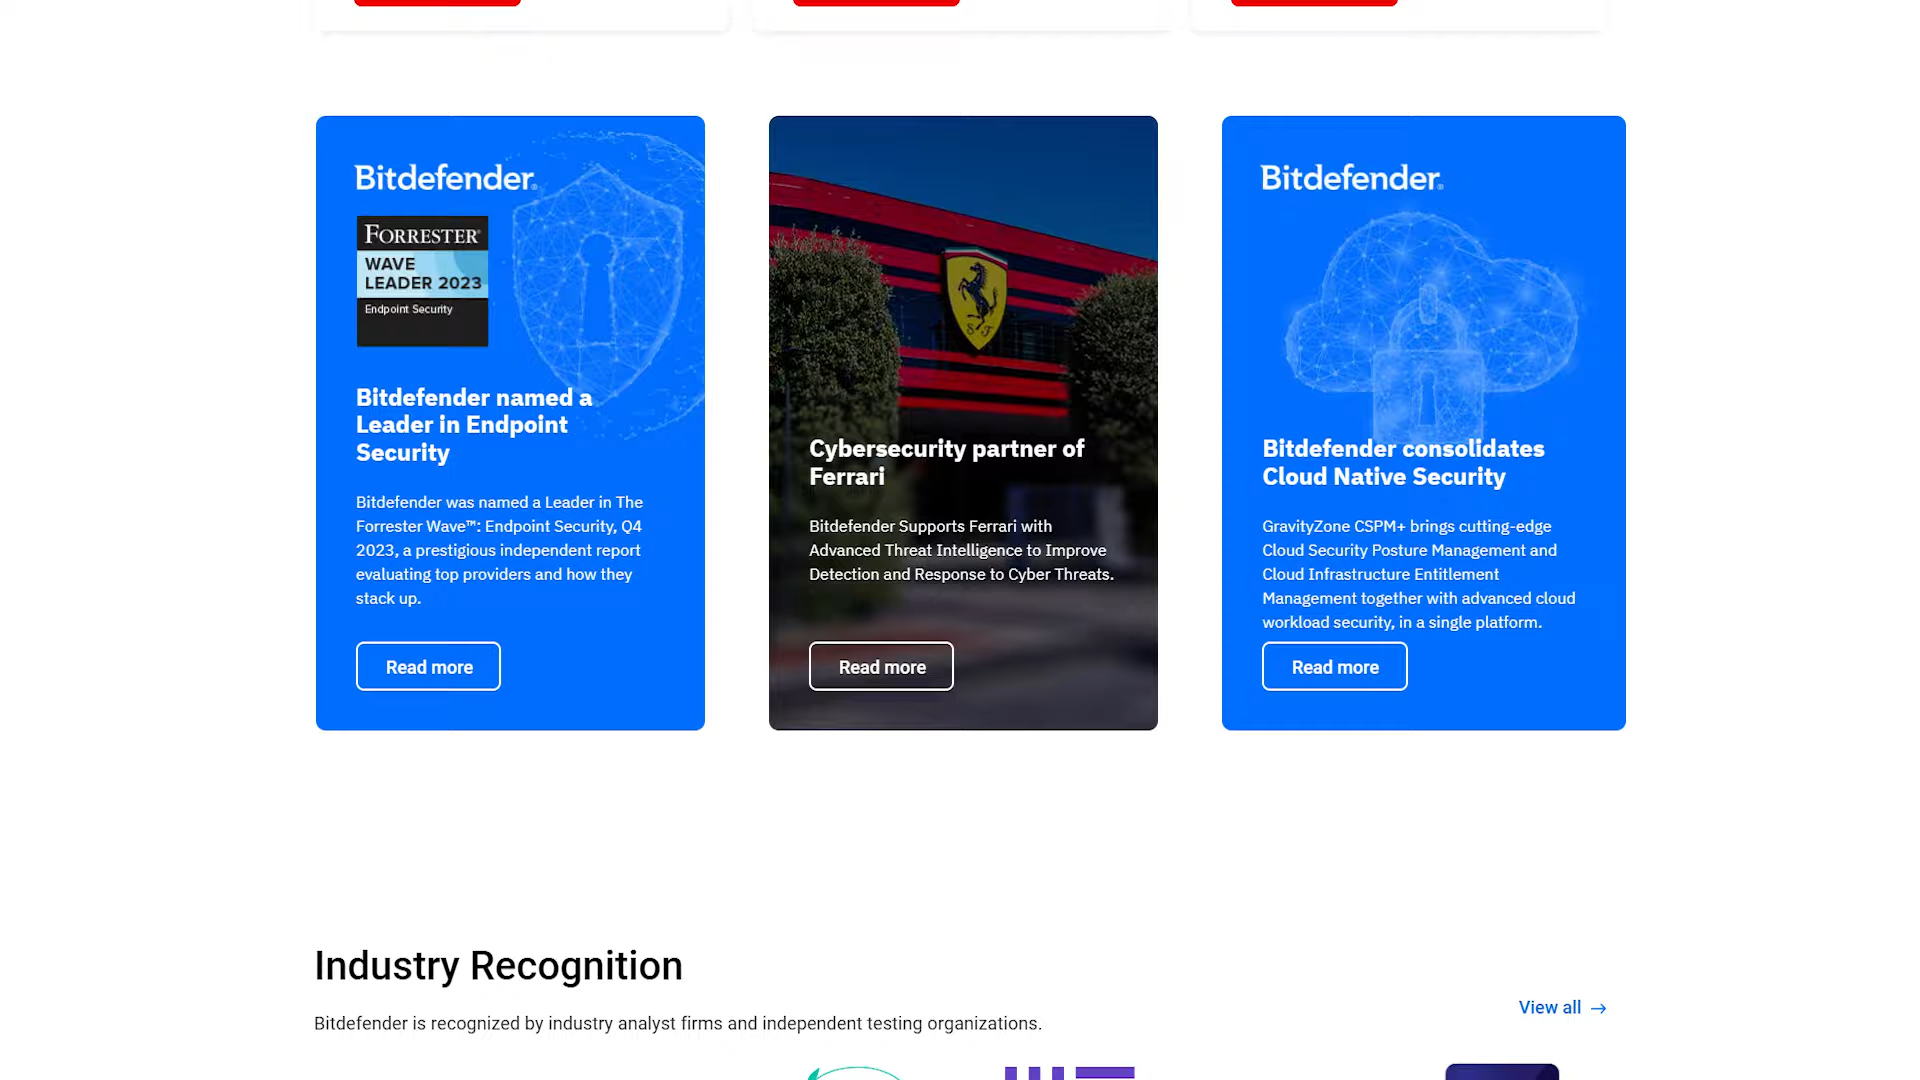 Bitdefender®
FORRESTER®
WAVE
LEADER 2023
Endpoint Security
Bitdefender named a
Leader in Endpoint
Security
Bitdefender was named a Leader in The
Forrester Wave™: Endpoint Security, Q4
2023, a prestigious independent report
evaluating top providers and how they
stack up.
Read more
S F
Cybersecurity partner of
Ferrari
Bitdefender Supports Ferrari with
Advanced Threat Intelligence to Improve
Detection and Response to Cyber Threats.
Read more
Bitdefender®
Bitdefender consolidates
Cloud Native Security
GravityZone CSPM+ brings cutting-edge
Cloud Security Posture Management and
Cloud Infrastructure Entitlement
Management together with advanced cloud
workload security, in a single platform.
Read more
Industry Recognition
View all →
Bitdefender is recognized by industry analyst firms and independent testing organizations.